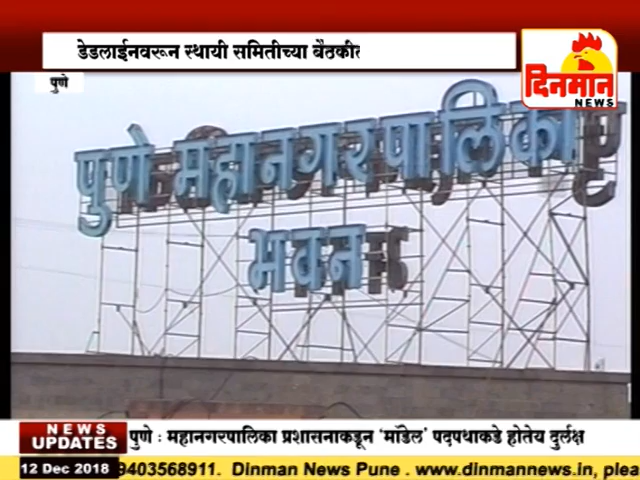 डेडलाईनवरून स्थायी समितीच्या बैठकीत
दिनमान
NEWS
पुणे
पुणे महानगरपालिका
भवन
NEWS
UPDATES
पुणे : महानगरपालिका प्रशासनाकडून 'मॉडेल' पदपथाकडे होतेय दुर्लक्ष
12 Dec 2018
9403568911. Dinman News Pune . www.dinmannews.in, plea